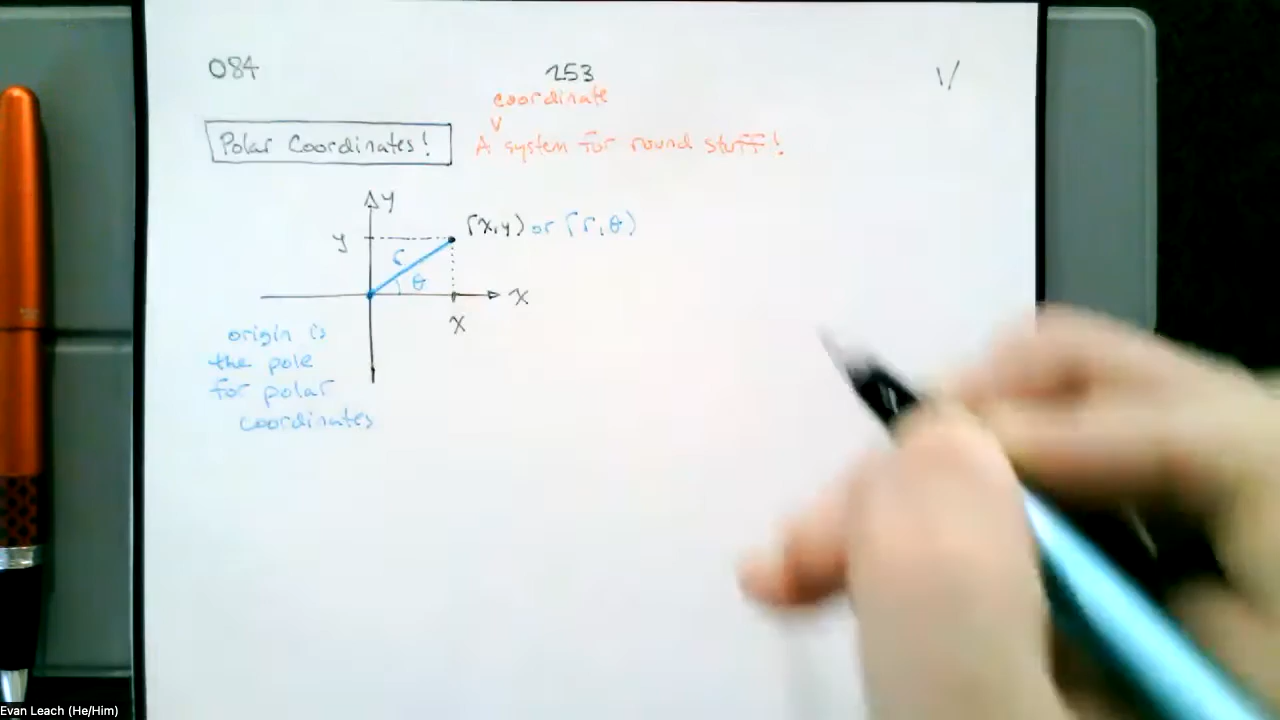 084 253 1/
coordinate
v
Polar Coordinates! A system for round stuff!
y
(x,y) or (r,θ)
y
r
θ
x
x
origin is
the pole
for polar
coordinates
Evan Leach (He/Him)